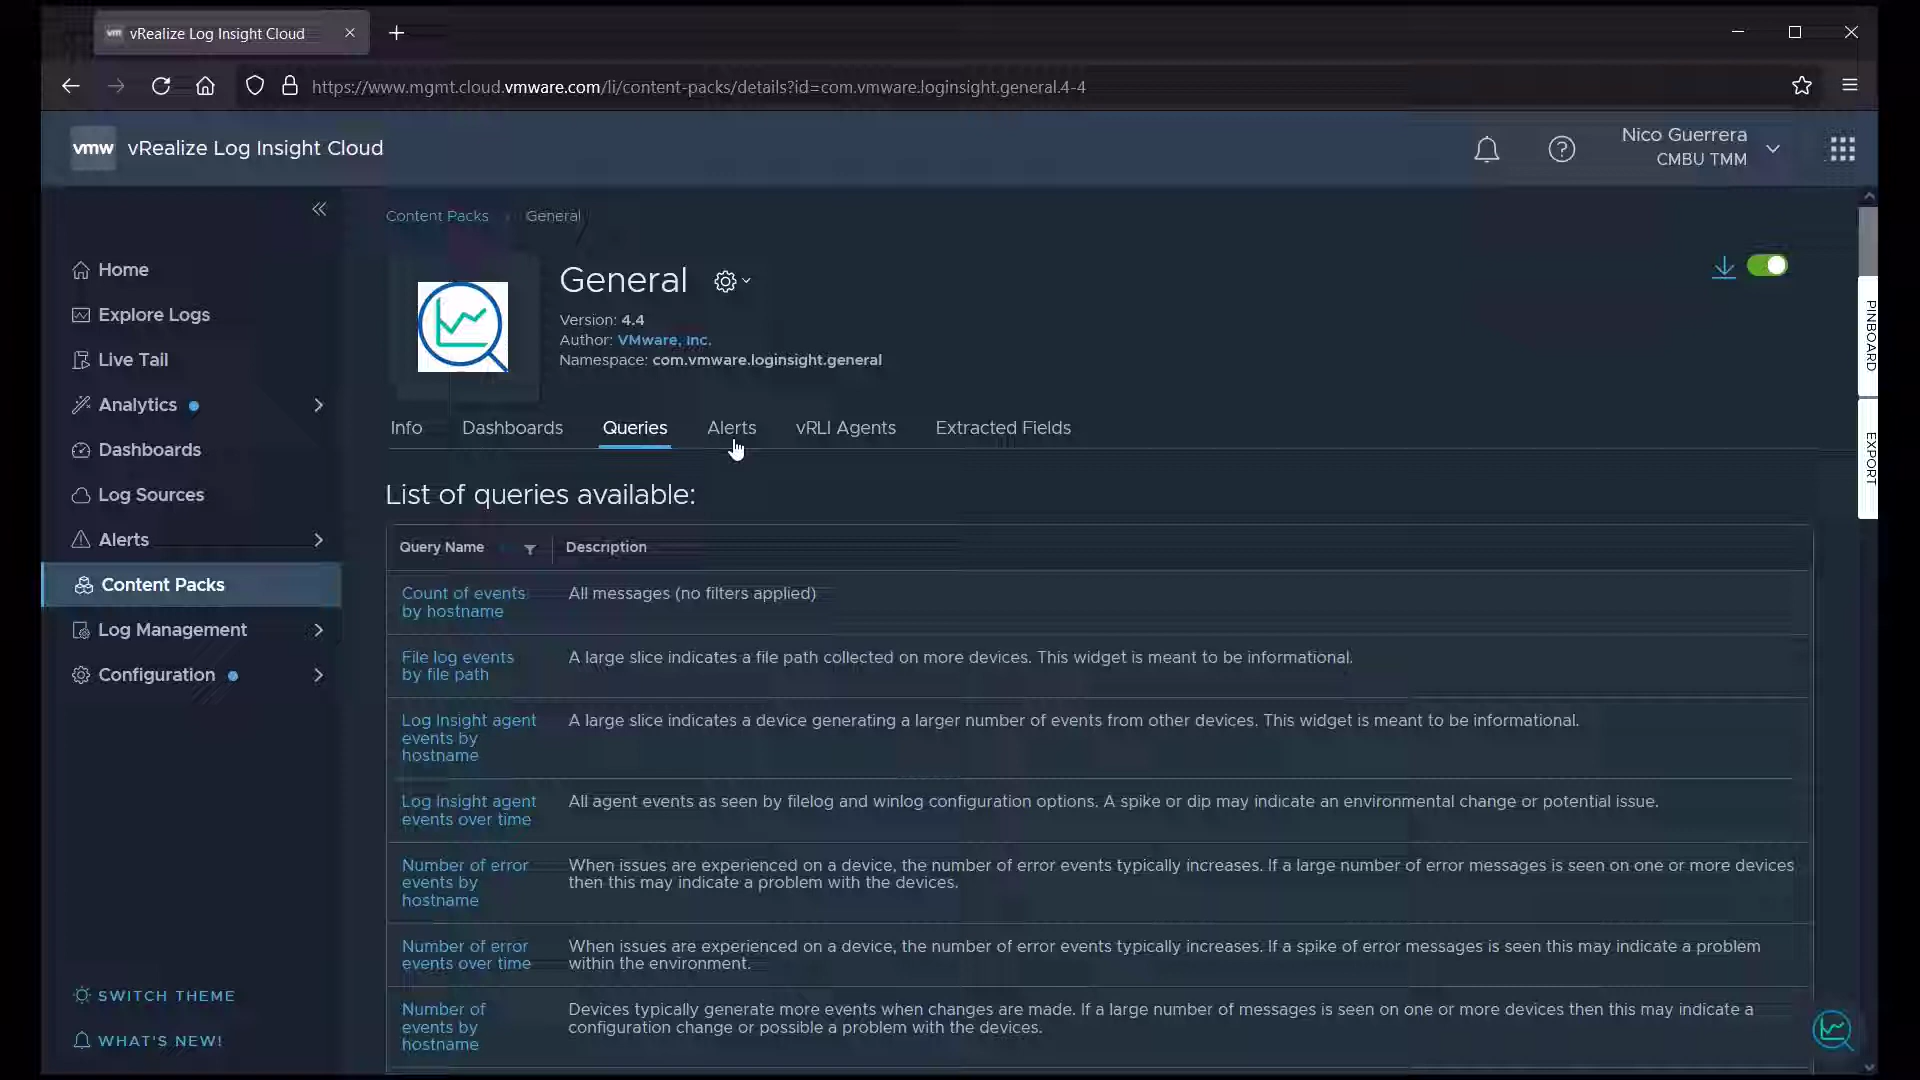 vm vRealize Log Insight Cloud
https://www.mgmt.cloud.vmware.com/li/content-packs/details?id=com.vmware.loginsight.general.4-4
vmw vRealize Log Insight Cloud
Nico Guerrera
CMBU TMM
Content Packs General
Home
Explore Logs
Live Tail
Analytics
Dashboards
Log Sources
Alerts
Content Packs
Log Management
Configuration
SWITCH THEME
WHAT'S NEW!
General
Version: 4.4
Author: VMware, Inc.
Namespace: com.vmware.loginsight.general
Info Dashboards Queries Alerts vRLI Agents Extracted Fields
List of queries available:
Query Name Description
Count of events
by hostname
All messages (no filters applied)
File log events
by file path
A large slice indicates a file path collected on more devices. This widget is meant to be informational.
Log Insight agent
events by
hostname
A large slice indicates a device generating a larger number of events from other devices. This widget is meant to be informational.
Log Insight agent
events over time
All agent events as seen by filelog and winlog configuration options. A spike or dip may indicate an environmental change or potential issue.
Number of error
events by
hostname
When issues are experienced on a device, the number of error events typically increases. If a large number of error messages is seen on one or more devices
then this may indicate a problem with the devices.
Number of error
events over time
When issues are experienced on a device, the number of error events typically increases. If a spike of error messages is seen this may indicate a problem
within the environment.
Number of
events by
hostname
Devices typically generate more events when changes are made. If a large number of messages is seen on one or more devices then this may indicate a
configuration change or possible a problem with the devices.
PINBOARD
EXPORT